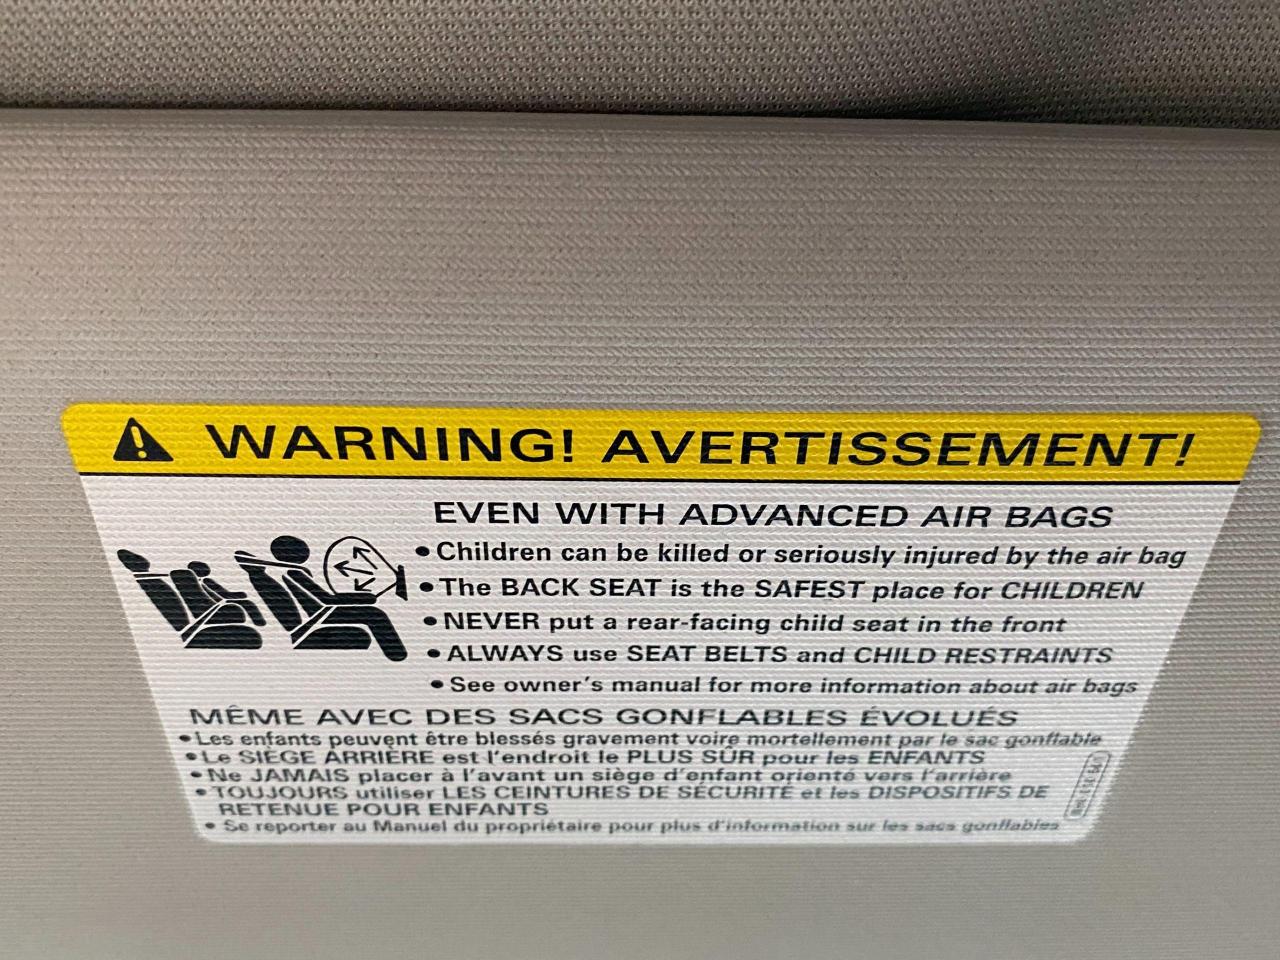 WARNING! AVERTISSEMENT!
EVEN WITH ADVANCED AIR BAGS
• Children can be killed or seriously injured by the air bag
• The BACK SEAT is the SAFEST place for CHILDREN
• NEVER put a rear-facing child seat in the front
• ALWAYS use SEAT BELTS and CHILD RESTRAINTS
• See owner's manual for more information about air bags
MÊME AVEC DES SACS GONFLABLES ÉVOLUÉS
• Les enfants peuvent être blessés gravement voire mortellement par le sac gonflable
• Le SIÈGE ARRIÈRE est l'endroit le PLUS SÛR pour les ENFANTS
• Ne JAMAIS placer à l'avant un siège d'enfant orienté vers l'arrière
• TOUJOURS utiliser LES CEINTURES DE SÉCURITÉ et les DISPOSITIFS DE
RETENUE POUR ENFANTS
• Se reporter au Manuel du propriétaire pour plus d'information sur les sacs gonflables